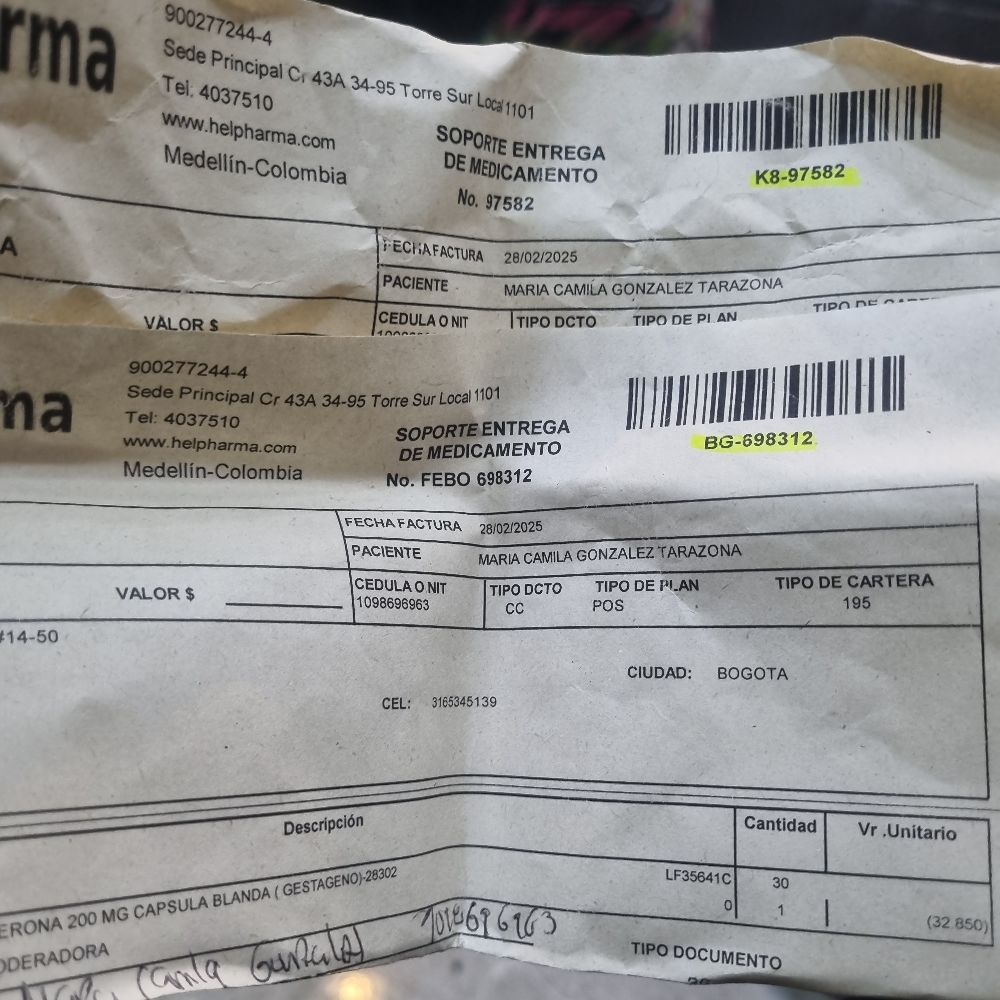 rma
900277244-4
Sede Principal Cr 43A 34-95 Torre Sur Local 1101
Tel: 4037510
www.helpharma.com
Medellín-Colombia
SOPORTE ENTREGA
DE MEDICAMENTO
No. 97582
K8-97582
A
FECHA FACTURA 28/02/2025
PACIENTE MARIA CAMILA GONZALEZ TARAZONA
VALOR $
CEDULA O NIT TIPO DCTO TIPO DE PLAN TIPO DE
ma
900277244-4
Sede Principal Cr 43A 34-95 Torre Sur Local 1101
Tel: 4037510
www.helpharma.com
Medellín-Colombia
SOPORTE ENTREGA
DE MEDICAMENTO
No. FEBO 698312
BG-698312
FECHA FACTURA 28/02/2025
PACIENTE MARIA CAMILA GONZALEZ TARAZONA
VALOR $
CEDULA O NIT TIPO DCTO TIPO DE PLAN TIPO DE CARTERA
1098696963 CC POS 195
#14-50
CIUDAD: BOGOTA
CEL: 3165345139
Descripción Cantidad Vr .Unitario
ERONA 200 MG CAPSULA BLANDA ( GESTAGENO)-28302 LF35641C 30
ODERADORA 0 1 (32.850)
Camila
TIPO DOCUMENTO